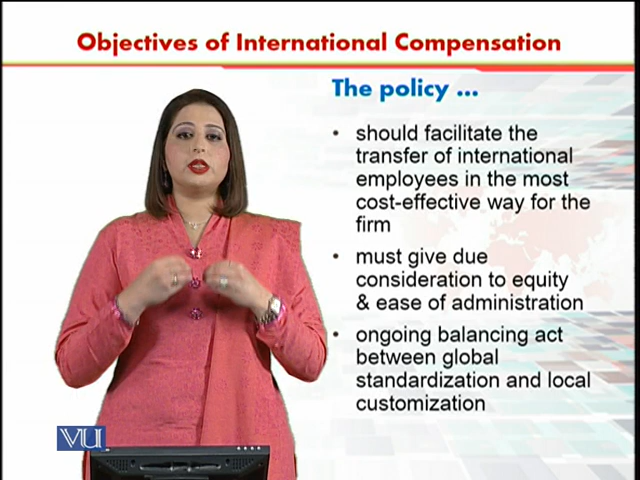 Objectives of International Compensation
The policy ...
• should facilitate the
transfer of international
employees in the most
cost-effective way for the
firm
• must give due
consideration to equity
& ease of administration
• ongoing balancing act
between global
standardization and local
customization
VU